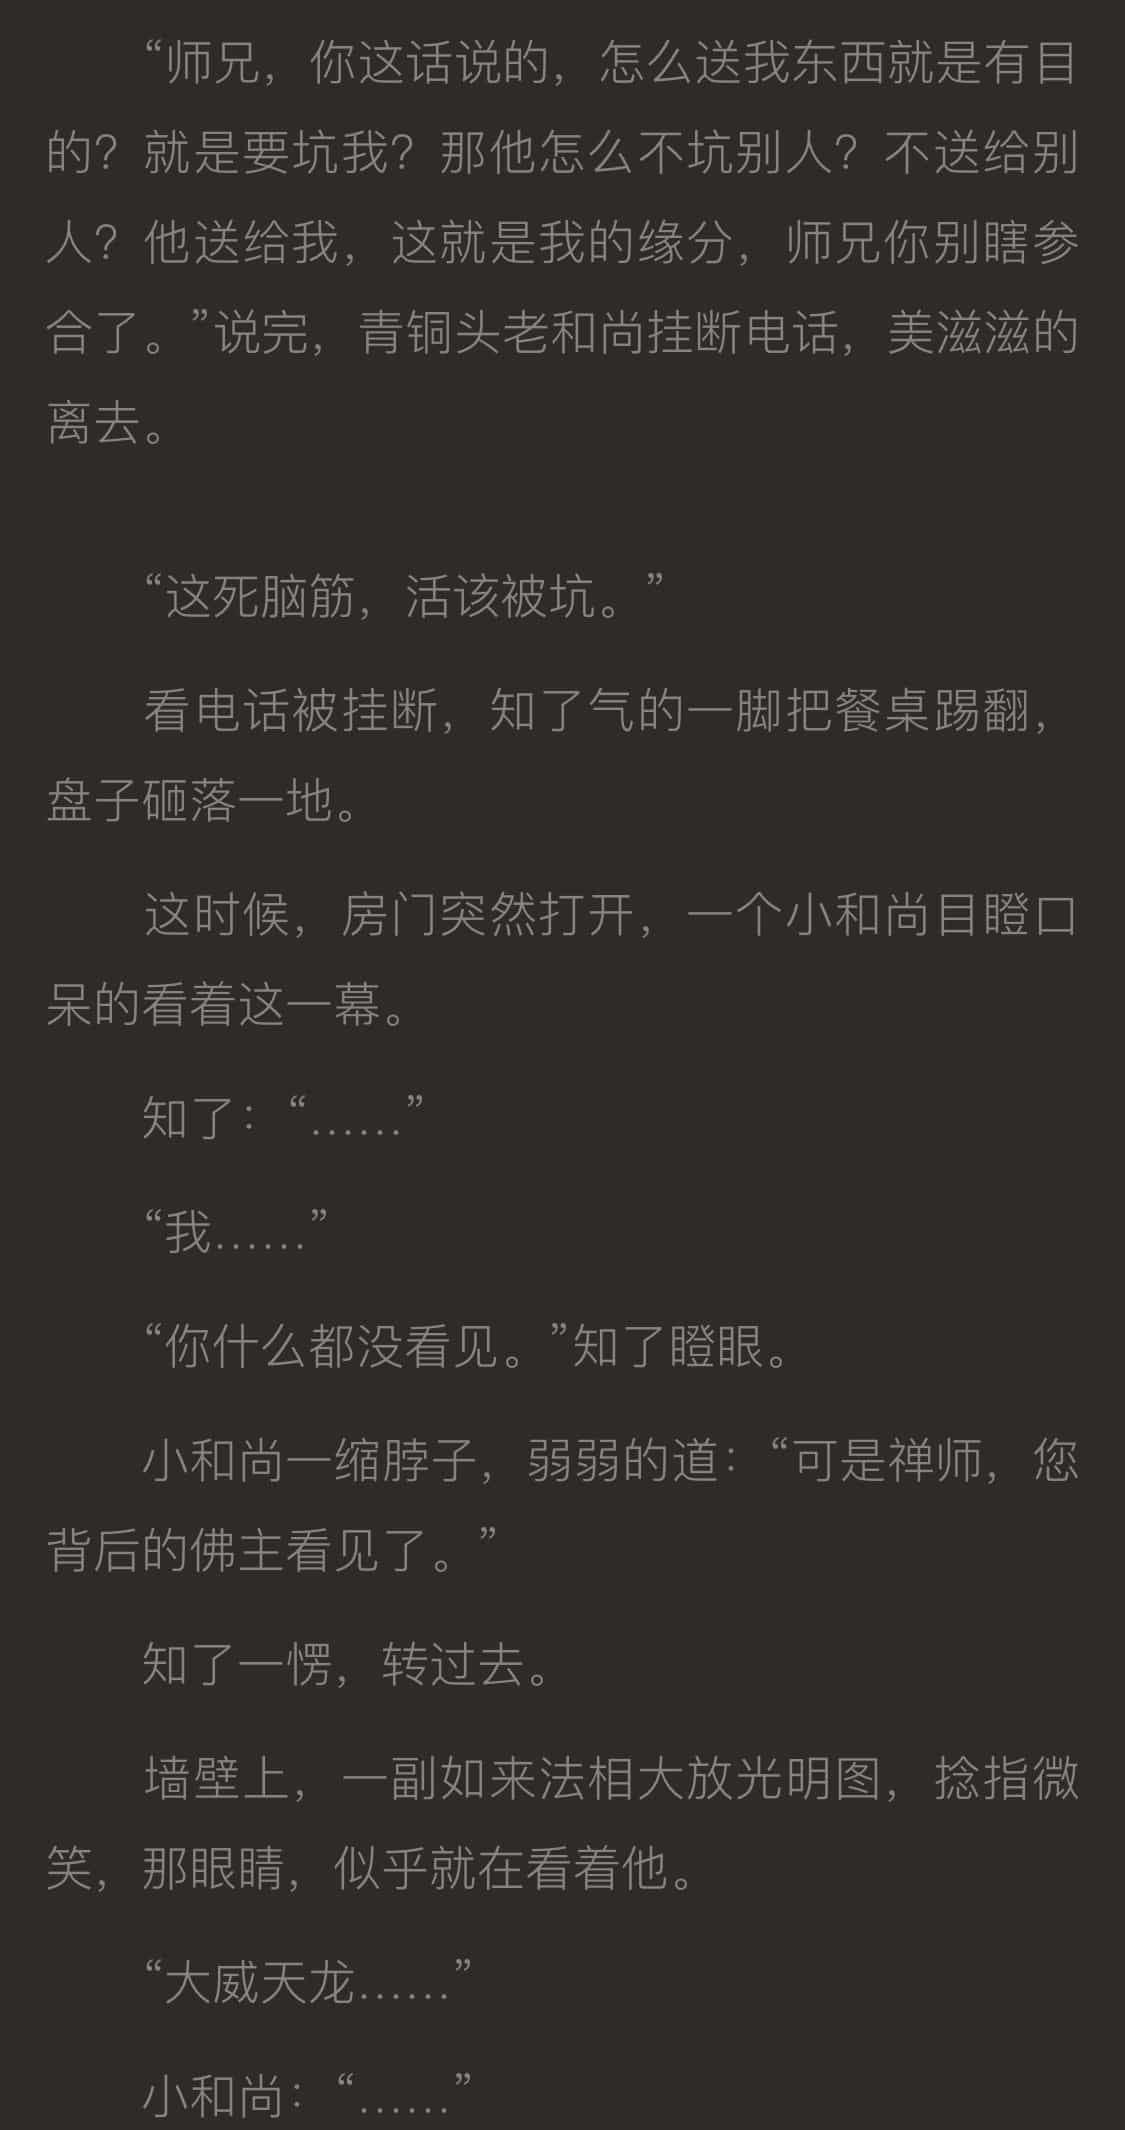 “师兄，你这话说的，怎么送我东西就是有目
的？就是要坑我？那他怎么不坑别人？不送给别
人？他送给我，这就是我的缘分，师兄你别瞎参
合了。”说完，青铜头老和尚挂断电话，美滋滋的
离去。
“这死脑筋，活该被坑。”
看电话被挂断，知了气的一脚把餐桌踢翻，
盘子砸落一地。
这时候，房门突然打开，一个小和尚目瞪口
呆的看着这一幕。
知了：“……”
“我……”
“你什么都没看见。”知了瞪眼。
小和尚一缩脖子，弱弱的道：“可是禅师，您
背后的佛主看见了。”
知了一愣，转过去。
墙壁上，一副如来法相大放光明图，捻指微
笑，那眼睛，似乎就在看着他。
“大威天龙……”
小和尚：“……”